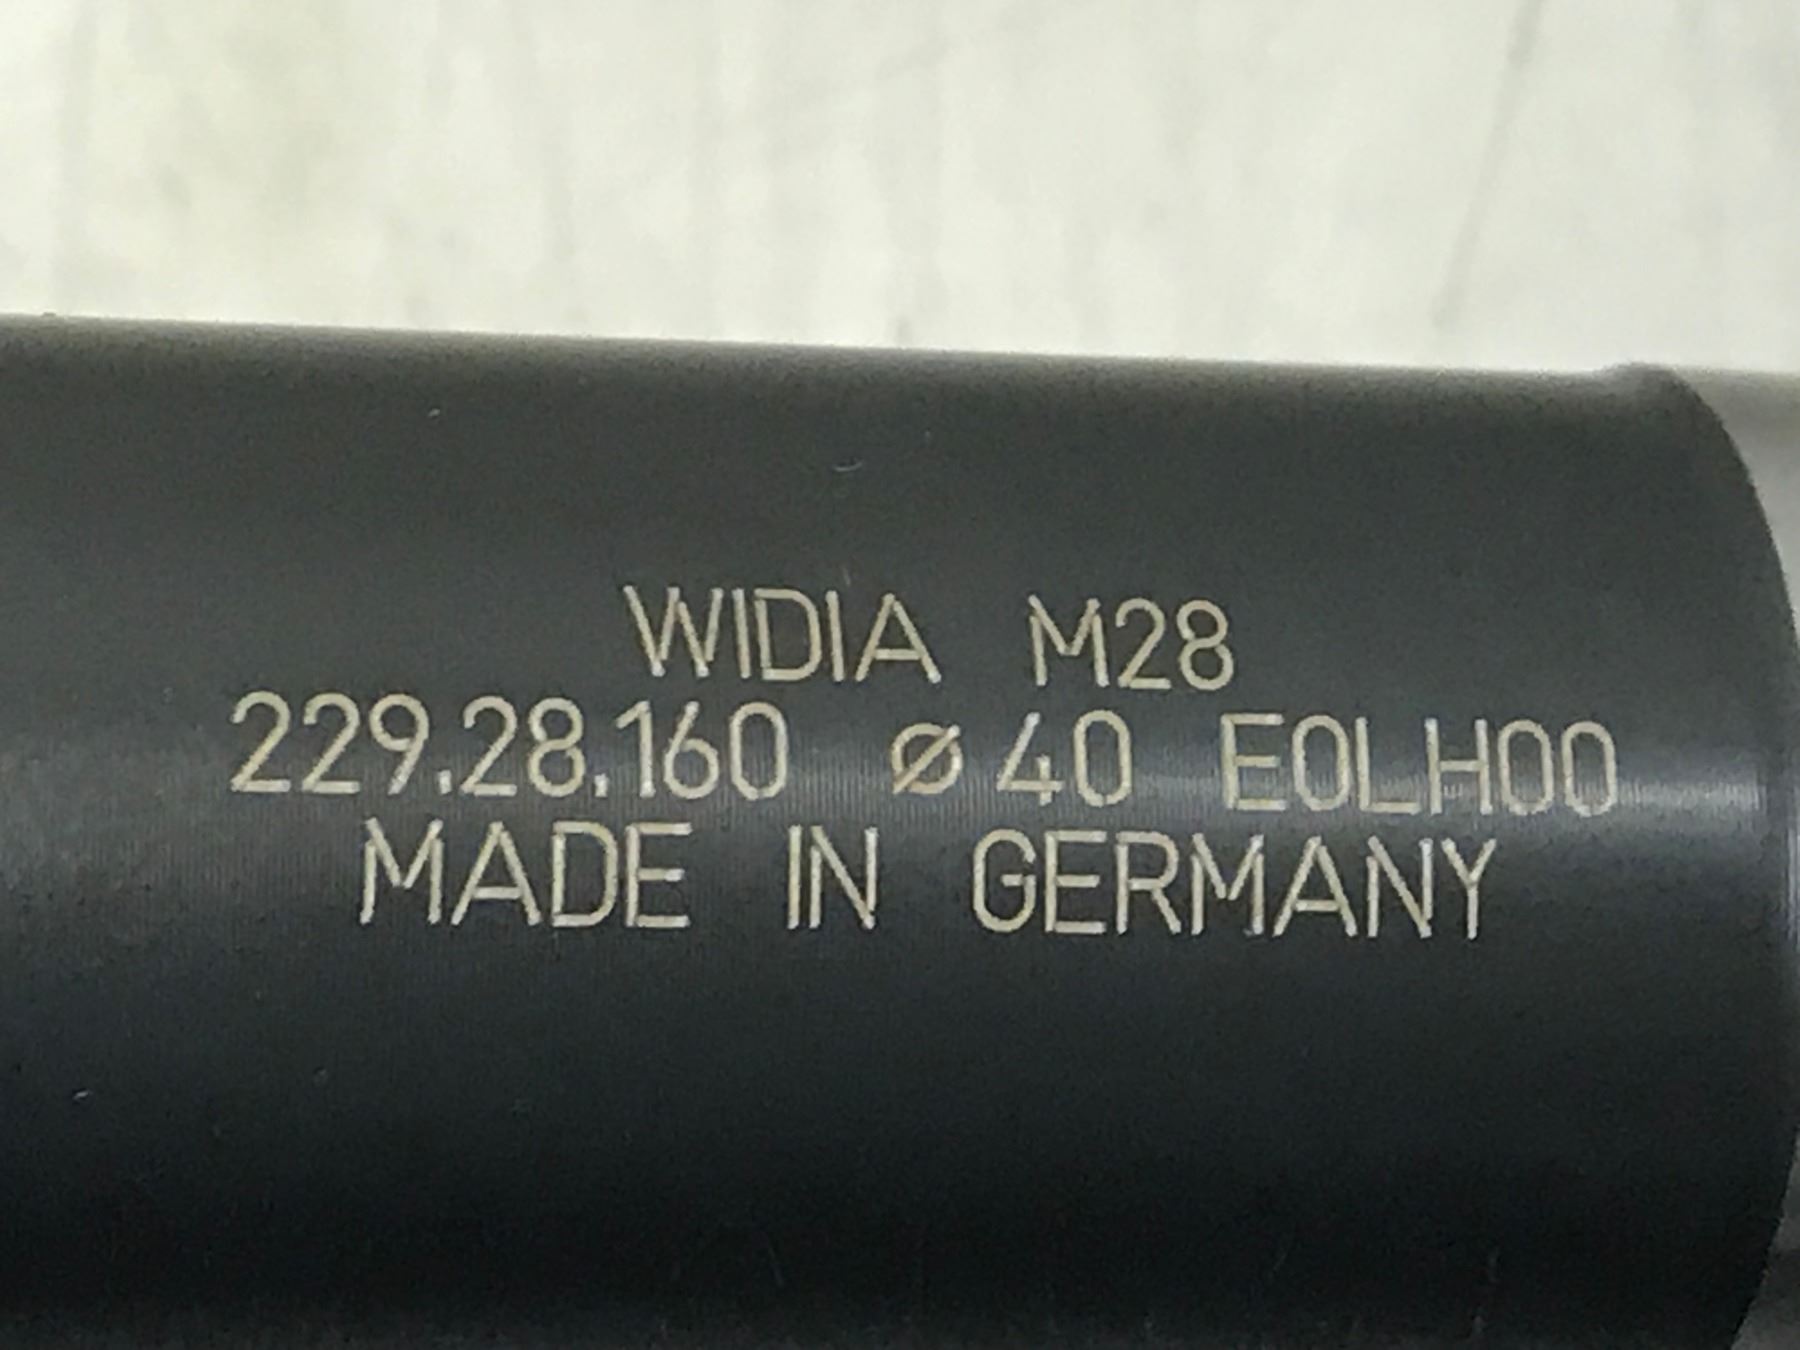 WIDIA M28
229.28.160 ⌀40 E0LH00
MADE IN GERMANY